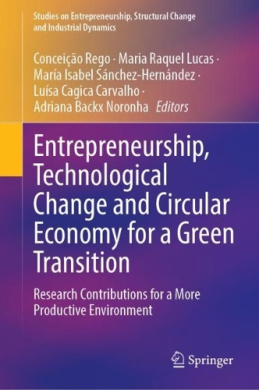 Studies on Entrepreneurship, Structural Change
and Industrial Dynamics
Conceição Rego · Maria Raquel Lucas ·
María Isabel Sánchez-Hernández ·
Luísa Cagica Carvalho ·
Adriana Backx Noronha Editors
Entrepreneurship,
Technological
Change and Circular
Economy for a Green
Transition
Research Contributions for a More
Productive Environment
Springer